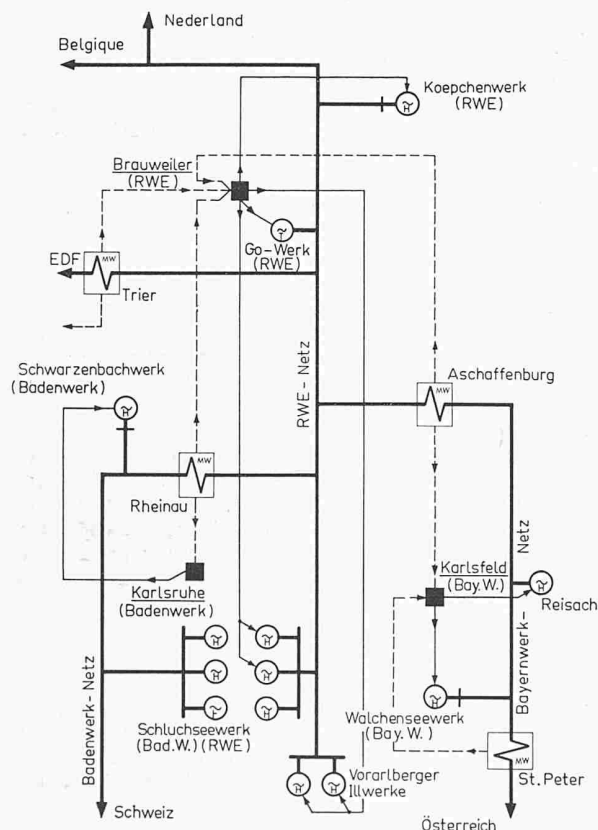 Nederland
Belgique
Koepchenwerk
(RWE)
H
Brauweiler
(RWE)
Go-Werk
(RWE)
T
EDF
MW
Trier
Schwarzenbachwerk
(Badenwerk)
H
RWE-Netz
Aschaffenburg
MW
MW
Rheinau
Karlsruhe
(Badenwerk)
Netz
Karlsfeld
(Bay.W.)
H
Reisach
Bayernwerk-
H
H
H
H
H
Schluchseewerk
(Bad.W.) (RWE)
Badenwerk-Netz
H
Walchenseewerk
(Bay.W.)
MW
St. Peter
H
H
Vorarlberger
Illwerke
Schweiz
Österreich